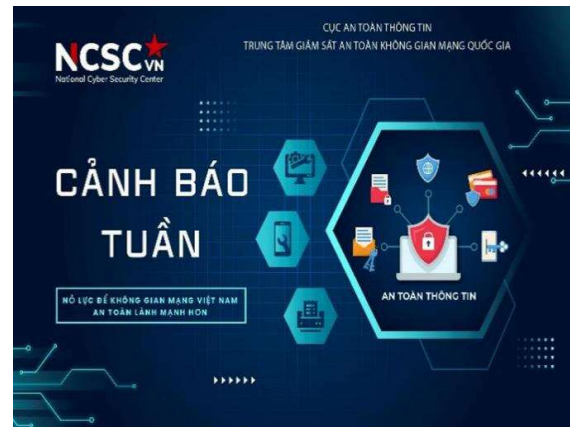 NCSC VN
National Cyber Security Center
CỤC AN TOÀN THÔNG TIN
TRUNG TÂM GIÁM SÁT AN TOÀN KHÔNG GIAN MẠNG QUỐC GIA
CẢNH BÁO
TUẦN
NỖ LỰC ĐỂ KHÔNG GIAN MẠNG VIỆT NAM
AN TOÀN LÀNH MẠNH HƠN
AN TOÀN THÔNG TIN